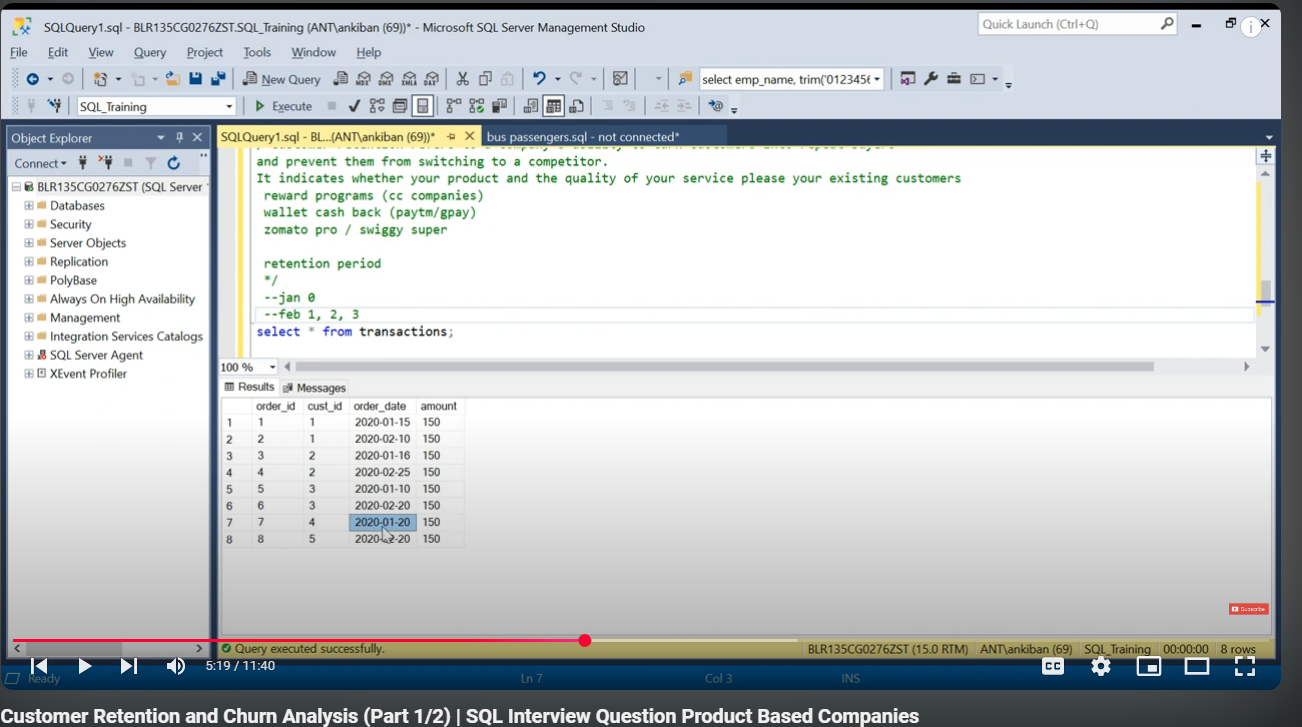 SQLQuery1.sql - BLR135CG0276ZST.SQL_Training (ANT\ankiban (69))* - Microsoft SQL Server Management Studio
Quick Launch (Ctrl+Q)
File Edit View Query Project Tools Window Help
New Query
select emp_name, trim('012345
SQL_Training
Execute
Object Explorer
SQLQuery1.sql - BL...(ANT\ankiban (69))*
bus passengers.sql - not connected*
Connect
BLR135CG0276ZST (SQL Server
Databases
Security
Server Objects
Replication
PolyBase
Always On High Availability
Management
Integration Services Catalogs
SQL Server Agent
XEvent Profiler
and prevent them from switching to a competitor.
It indicates whether your product and the quality of your service please your existing customers
reward programs (cc companies)
wallet cash back (paytm/gpay)
zomato pro / swiggy super
retention period
*/
--jan 0
--feb 1, 2, 3
select * from transactions;
100 %
Results Messages
order_id cust_id order_date amount
1 1 1 2020-01-15 150
2 2 1 2020-02-10 150
3 3 2 2020-01-16 150
4 4 2 2020-02-25 150
5 5 3 2020-01-10 150
6 6 3 2020-02-20 150
7 7 4 2020-01-20 150
8 8 5 2020-02-20 150
Subscribe
Query executed successfully.
BLR135CG0276ZST (15.0 RTM) ANT\ankiban (69) SQL_Training 00:00:00 8 rows
5:19 / 11:40
CC
Ready Ln 7 Col 3 INS
Customer Retention and Churn Analysis (Part 1/2) | SQL Interview Question Product Based Companies